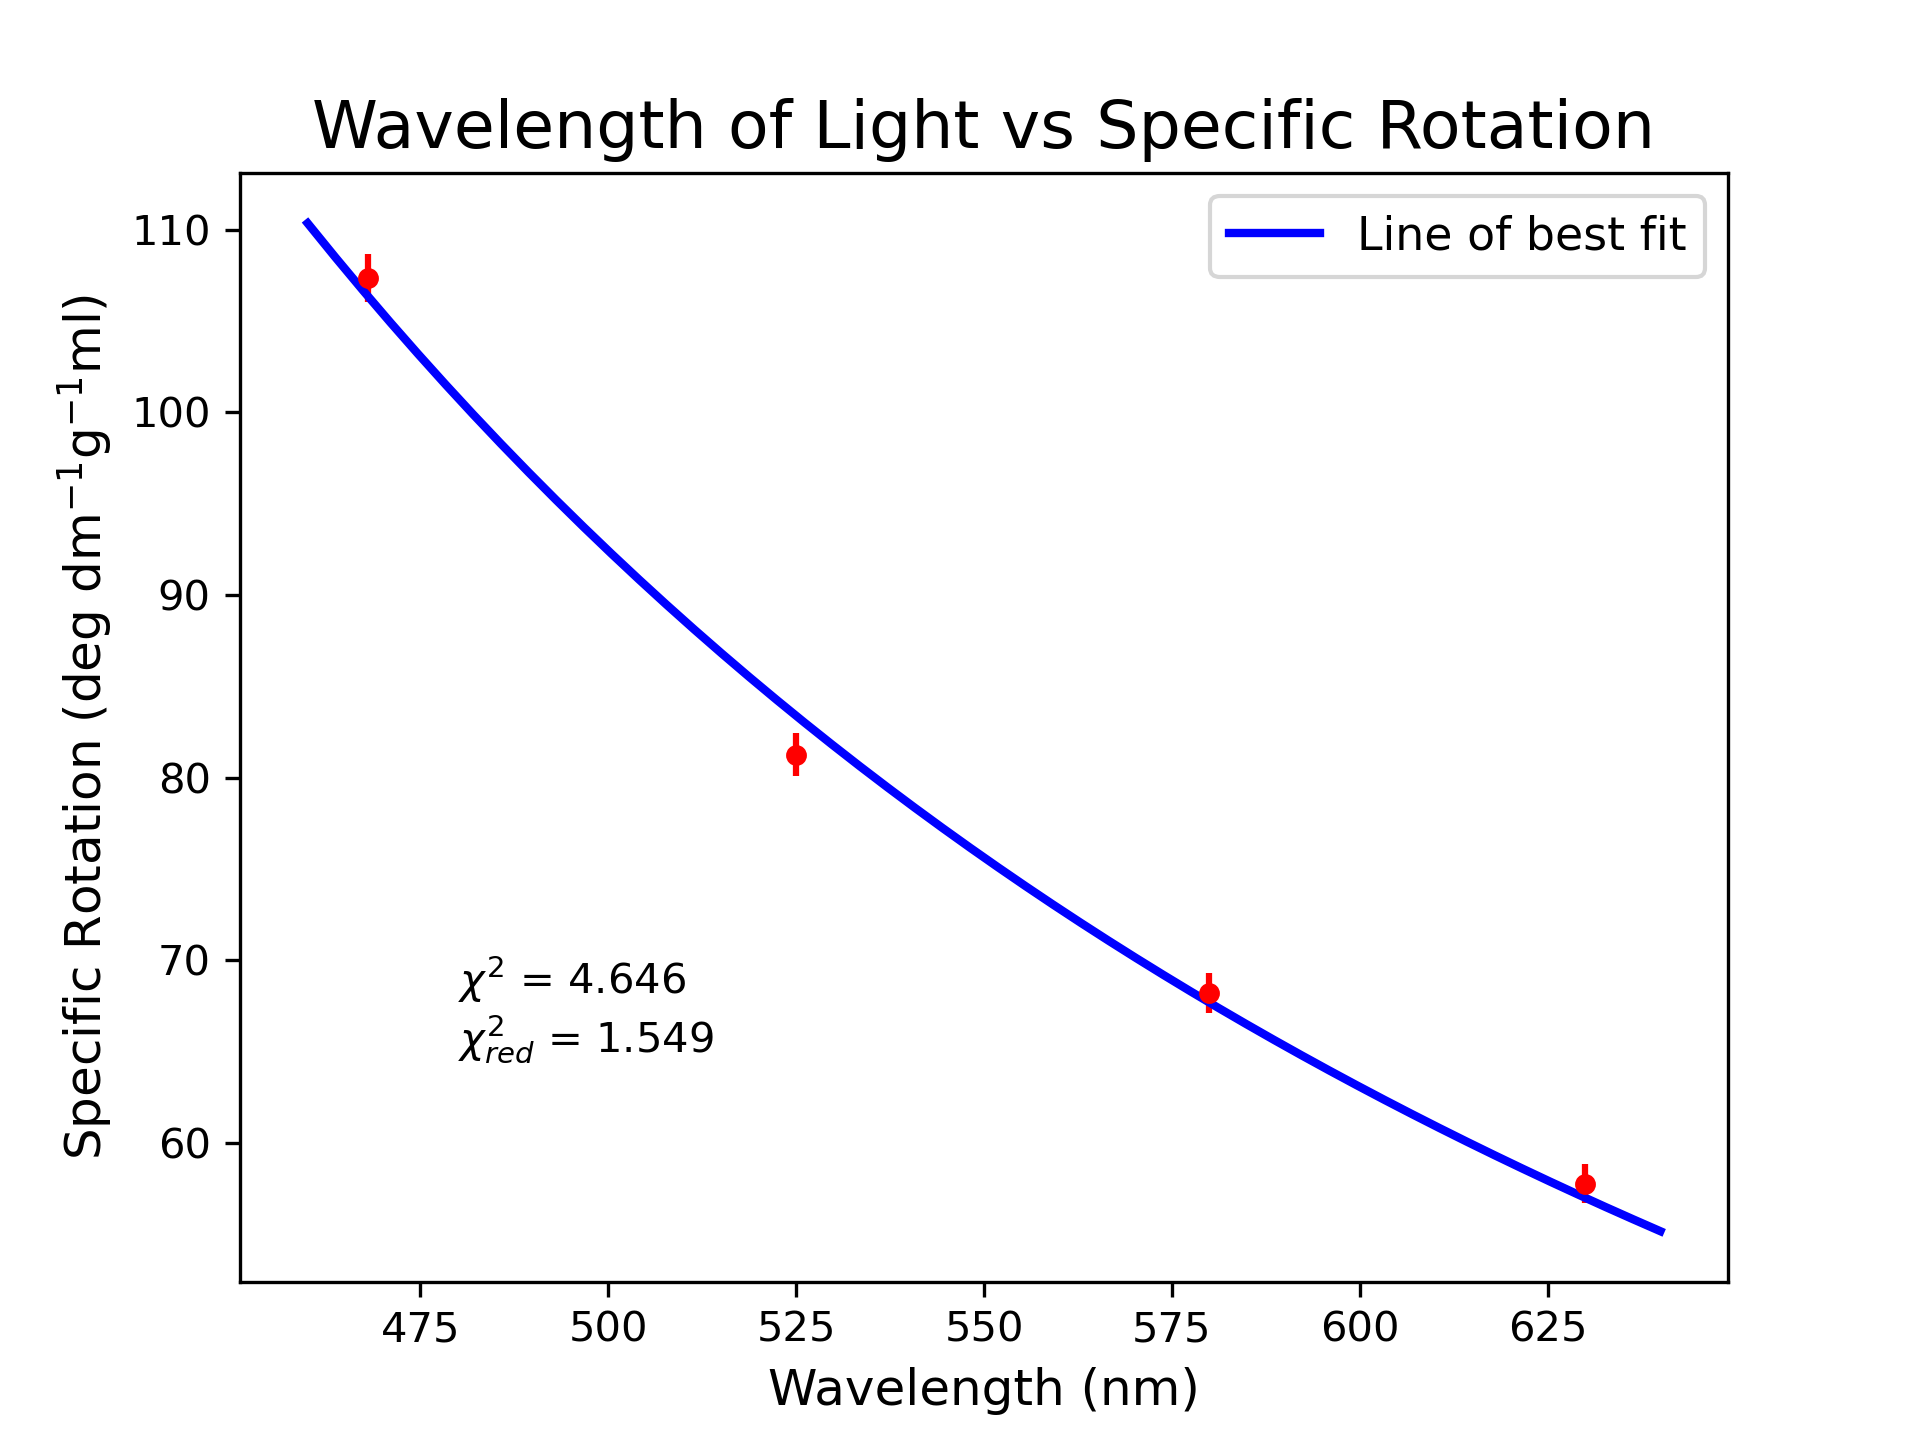 Wavelength of Light vs Specific Rotation
Line of best fit
110
100
90
80
70
60
Specific Rotation (deg dm⁻¹g⁻¹ml)
χ² = 4.646
χ²_red = 1.549
475 500 525 550 575 600 625
Wavelength (nm)